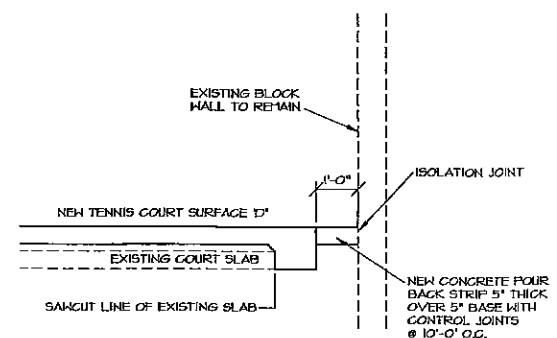 EXISTING BLOCK
WALL TO REMAIN
1'-0"
ISOLATION JOINT
NEW TENNIS COURT SURFACE 'D'
EXISTING COURT SLAB
SAWCUT LINE OF EXISTING SLAB
NEW CONCRETE POUR
BACK STRIP 5" THICK
OVER 5" BASE WITH
CONTROL JOINTS
@ 10'-0' O.C.